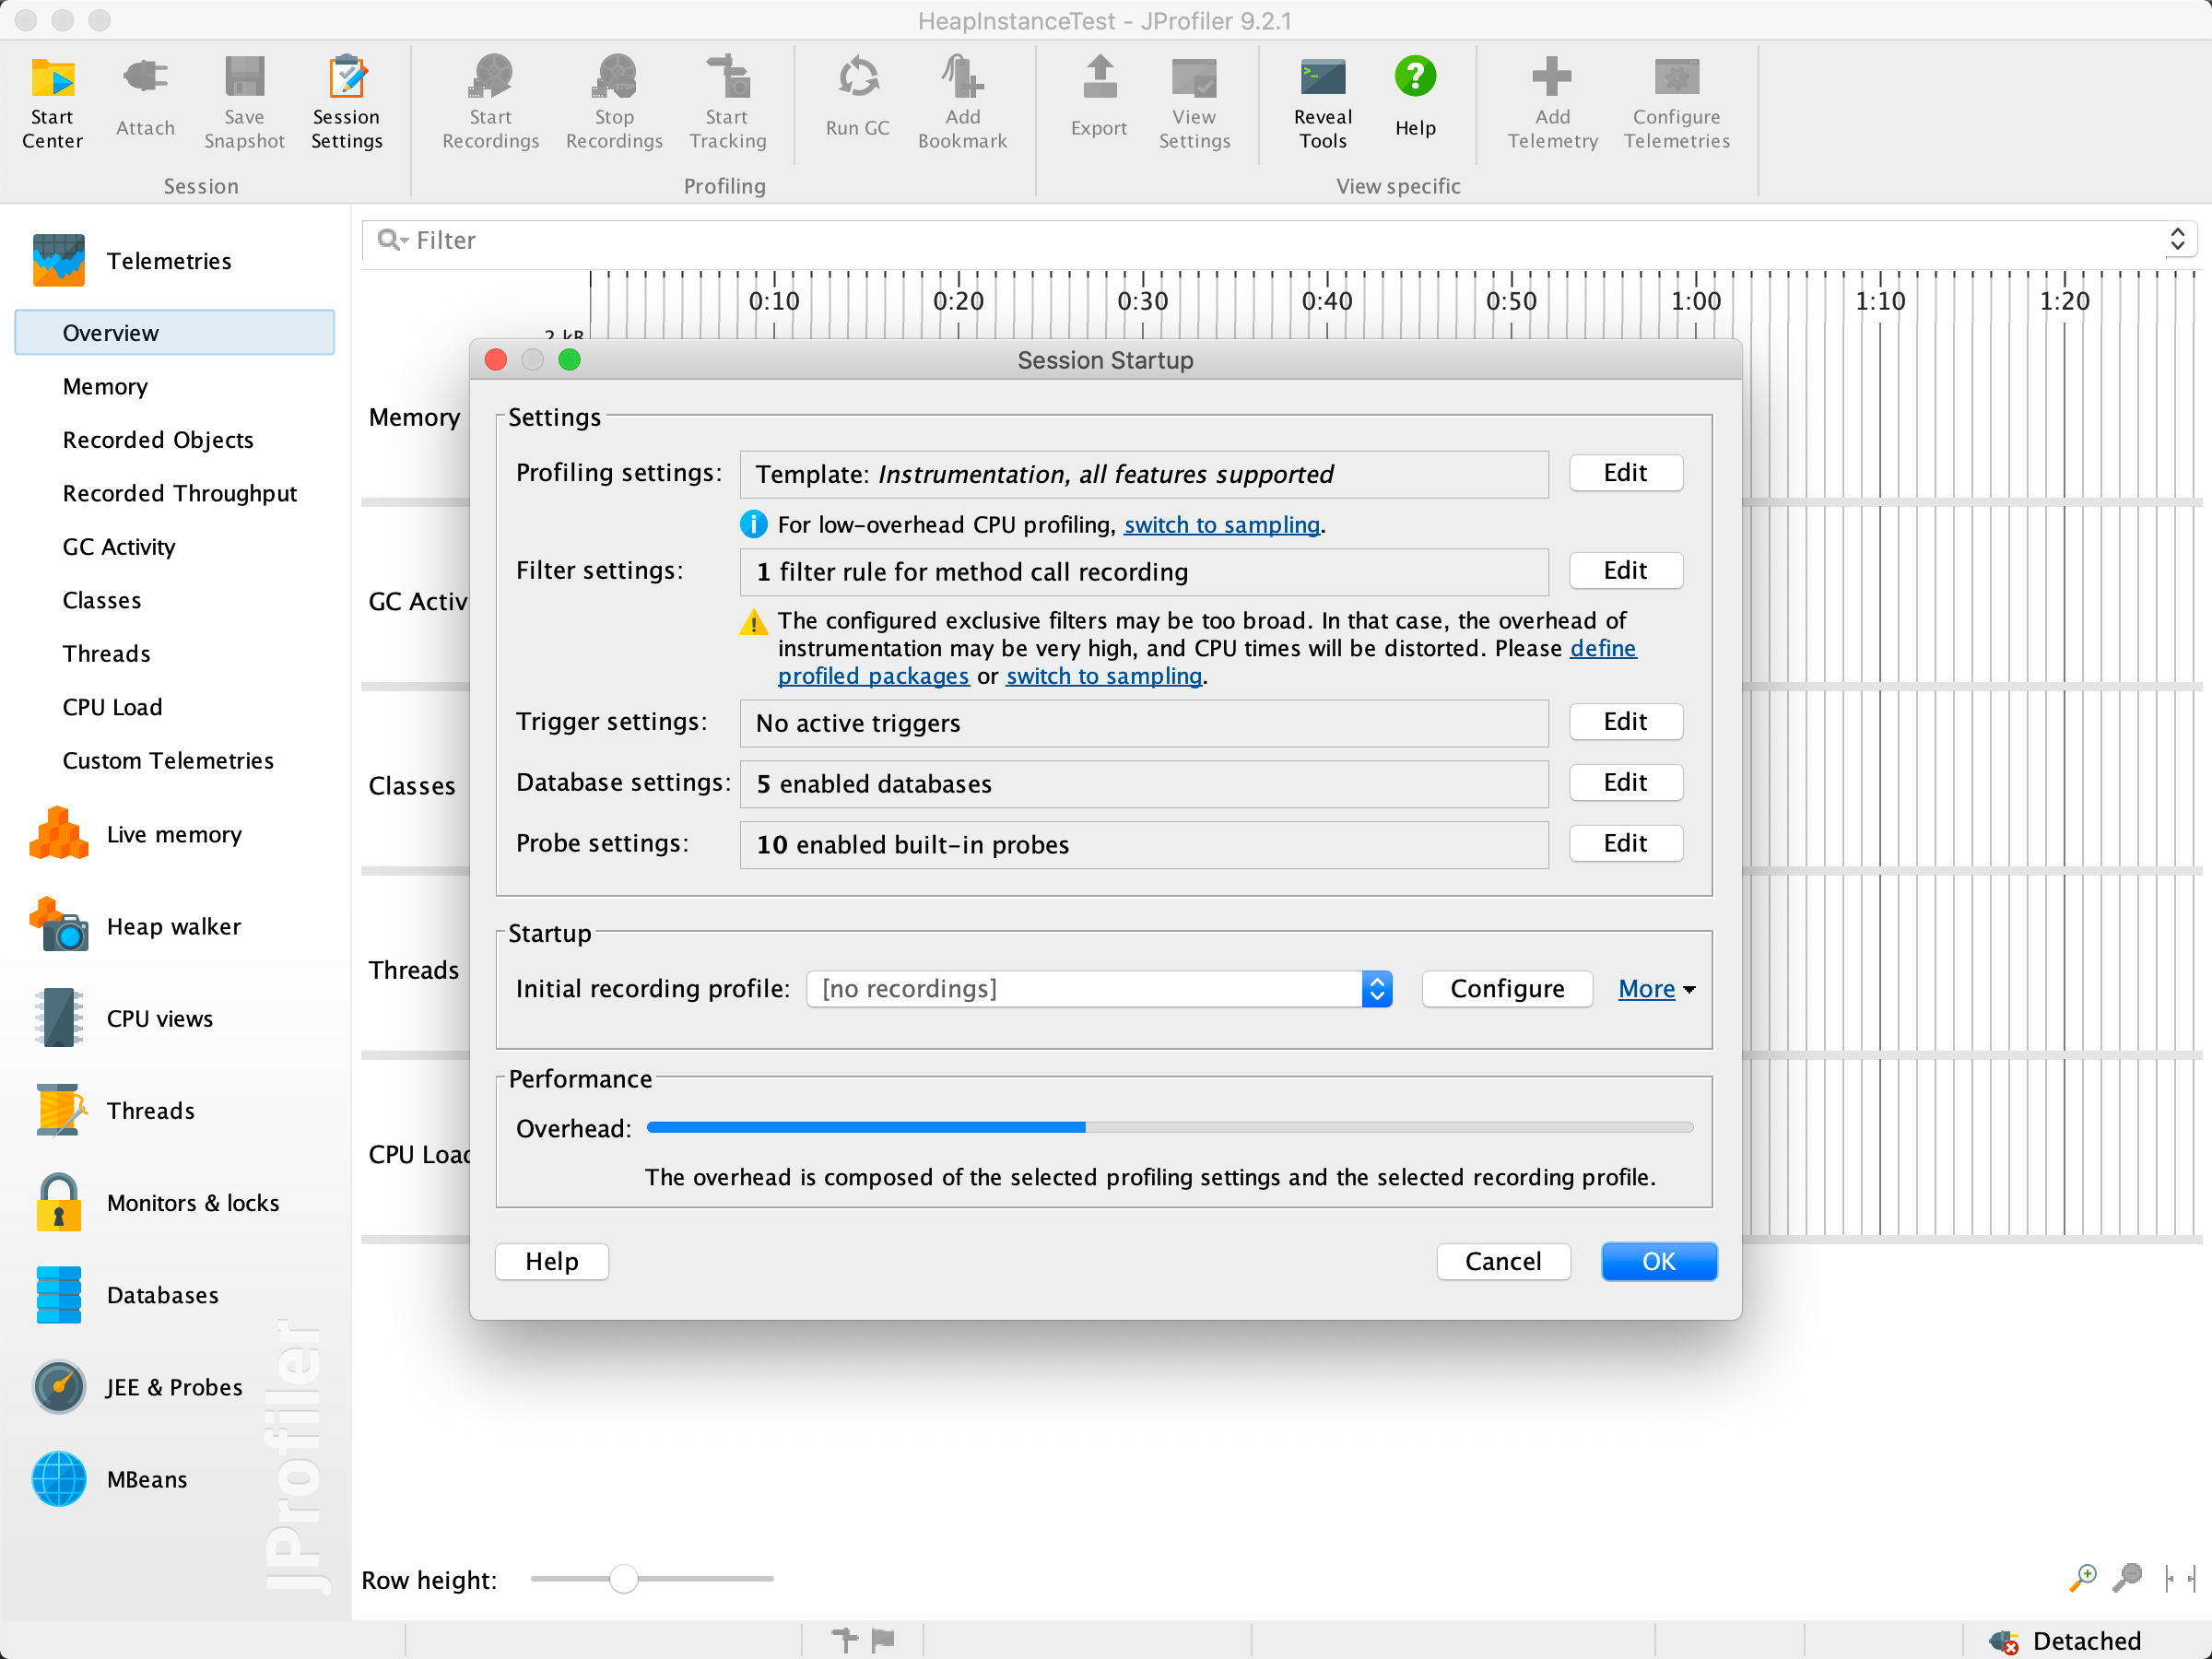 HeapInstanceTest - JProfiler 9.2.1
Start Center
Attach
Save Snapshot
Session Settings
Start Recordings
Stop Recordings
Start Tracking
Run GC
Add Bookmark
Export
View Settings
Reveal Tools
Help
Add Telemetry
Configure Telemetries
Session
Profiling
View specific
Telemetries
Overview
Memory
Recorded Objects
Recorded Throughput
GC Activity
Classes
Threads
CPU Load
Custom Telemetries
Live memory
Heap walker
CPU views
Threads
Monitors & locks
Databases
JEE & Probes
MBeans
JProfiler
Filter
0:10 0:20 0:30 0:40 0:50 1:00 1:10 1:20
2 kB
Memory
GC Activ
Classes
Threads
CPU Load
Session Startup
Settings
Profiling settings: Template: Instrumentation, all features supported Edit
For low-overhead CPU profiling, switch to sampling.
Filter settings: 1 filter rule for method call recording Edit
The configured exclusive filters may be too broad. In that case, the overhead of
instrumentation may be very high, and CPU times will be distorted. Please define
profiled packages or switch to sampling.
Trigger settings: No active triggers Edit
Database settings: 5 enabled databases Edit
Probe settings: 10 enabled built-in probes Edit
Startup
Initial recording profile: [no recordings] Configure More
Performance
Overhead:
The overhead is composed of the selected profiling settings and the selected recording profile.
Help Cancel OK
Row height:
Detached